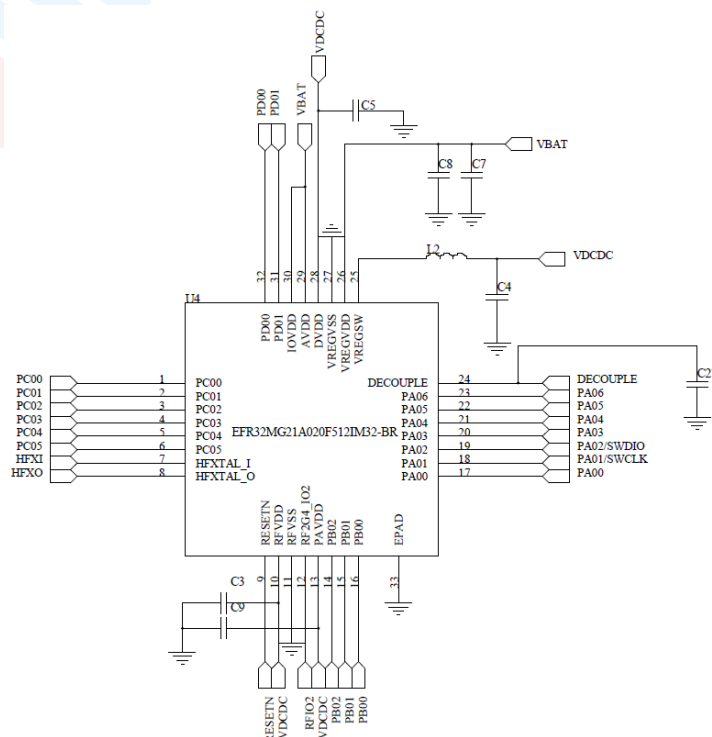 VDCDC
PD00
PD01
VBAT
C5
VBAT
C8
C7
L2
VDCDC
C4
32
31
30
29
28
27
26
25
U4
PD00
PD01
IOVDD
AVDD
DVDD
VREGVSS
VREGVDD
VREGSW
C2
PC00 1 PC00
PC01 2 PC01
PC02 3 PC02
PC03 4 PC03
PC04 5 PC04
PC05 6 PC05
HFXI 7 HFXTAL_I
HFXO 8 HFXTAL_O
EFR32MG21A020F512IM32-BR
DECOUPLE 24 DECOUPLE
PA06 23 PA06
PA05 22 PA05
PA04 21 PA04
PA03 20 PA03
PA02 19 PA02/SWDIO
PA01 18 PA01/SWCLK
PA00 17 PA00
RESETN
RFVDD
RFVSS
RF2G4_IO2
PAVDD
PB02
PB01
PB00
EPAD
C3
C9
9
10
11
12
13
14
15
16
33
RESETN
VDCDC
RFIO2
VDCDC
PB02
PB01
PB00